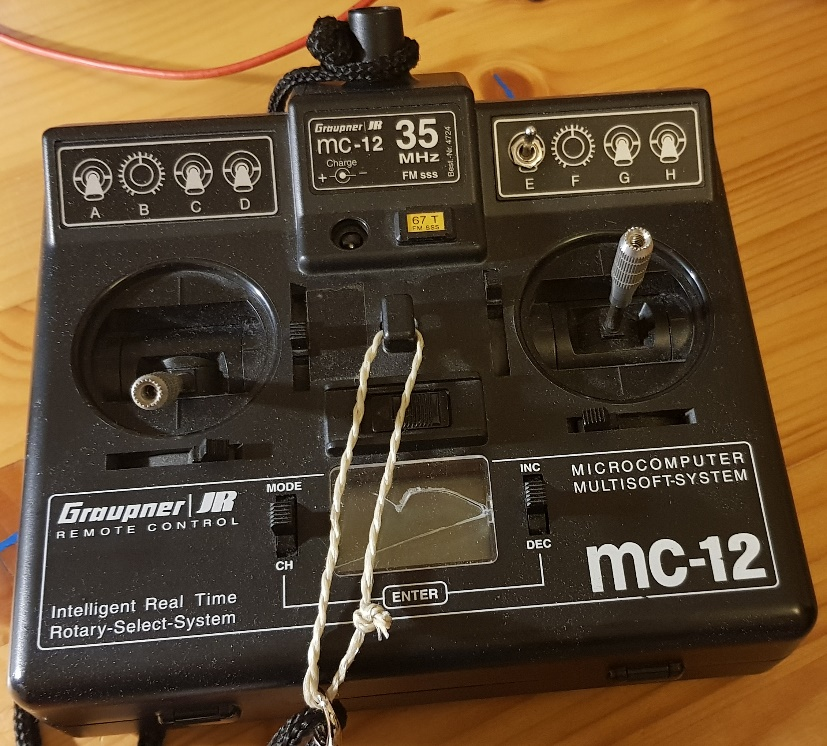 Graupner JR
mc-12
35
MHz
Charge
+ -
FM sss
Best.-Nr. 4724
67 T
FM SSS
A B C D
E F G H
Graupner JR
REMOTE CONTROL
MODE
CH
INC
DEC
ENTER
MICROCOMPUTER
MULTISOFT-SYSTEM
mc-12
Intelligent Real Time
Rotary-Select-System